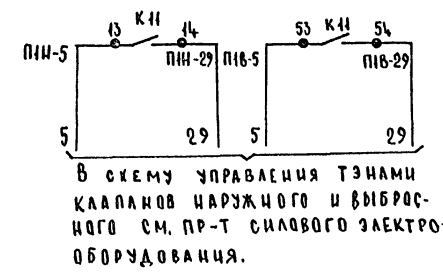 13 К11 14 53 К11 54
П1Н-5 П1Н-29 П1В-5 П1В-29
5 29 5 29
В СХЕМУ УПРАВЛЕНИЯ ТЭНАМИ
КЛАПАНОВ НАРУЖНОГО И ВЫБРОС-
НОГО СМ. ПР-Т СИЛОВОГО ЭЛЕКТРО-
ОБОРУДОВАНИЯ.